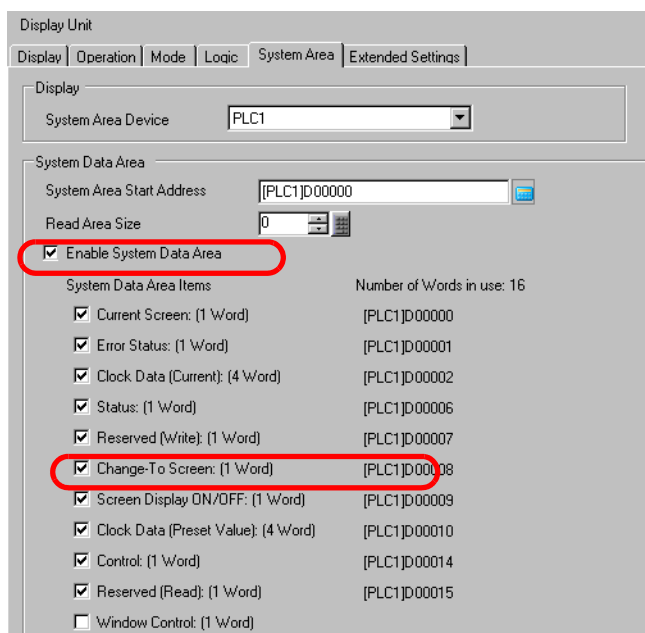 Display Unit
Display Operation Mode Logic System Area Extended Settings
Display
System Area Device PLC1
System Data Area
System Area Start Address [PLC1]D00000
Read Area Size 0
Enable System Data Area
System Data Area Items Number of Words in use: 16
Current Screen: (1 Word) [PLC1]D00000
Error Status: (1 Word) [PLC1]D00001
Clock Data (Current): (4 Word) [PLC1]D00002
Status: (1 Word) [PLC1]D00006
Reserved (Write): (1 Word) [PLC1]D00007
Change-To Screen: (1 Word) [PLC1]D00008
Screen Display ON/OFF: (1 Word) [PLC1]D00009
Clock Data (Preset Value): (4 Word) [PLC1]D00010
Control: (1 Word) [PLC1]D00014
Reserved (Read): (1 Word) [PLC1]D00015
Window Control: (1 Word)